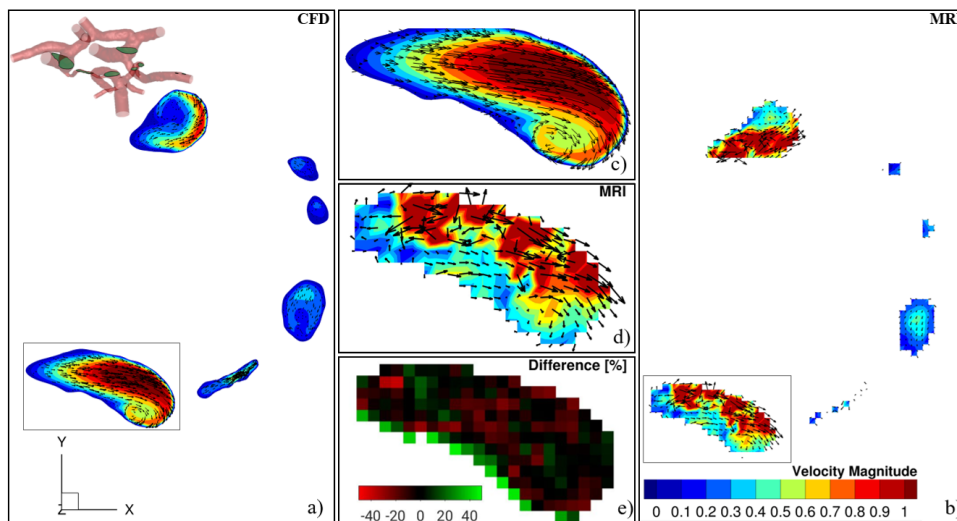 CFD
Y
Z X
a)
c)
MRI
d)
Difference [%]
-40 -20 0 20 40
e)
MRI
Velocity Magnitude
0 0.1 0.2 0.3 0.4 0.5 0.6 0.7 0.8 0.9 1
b)